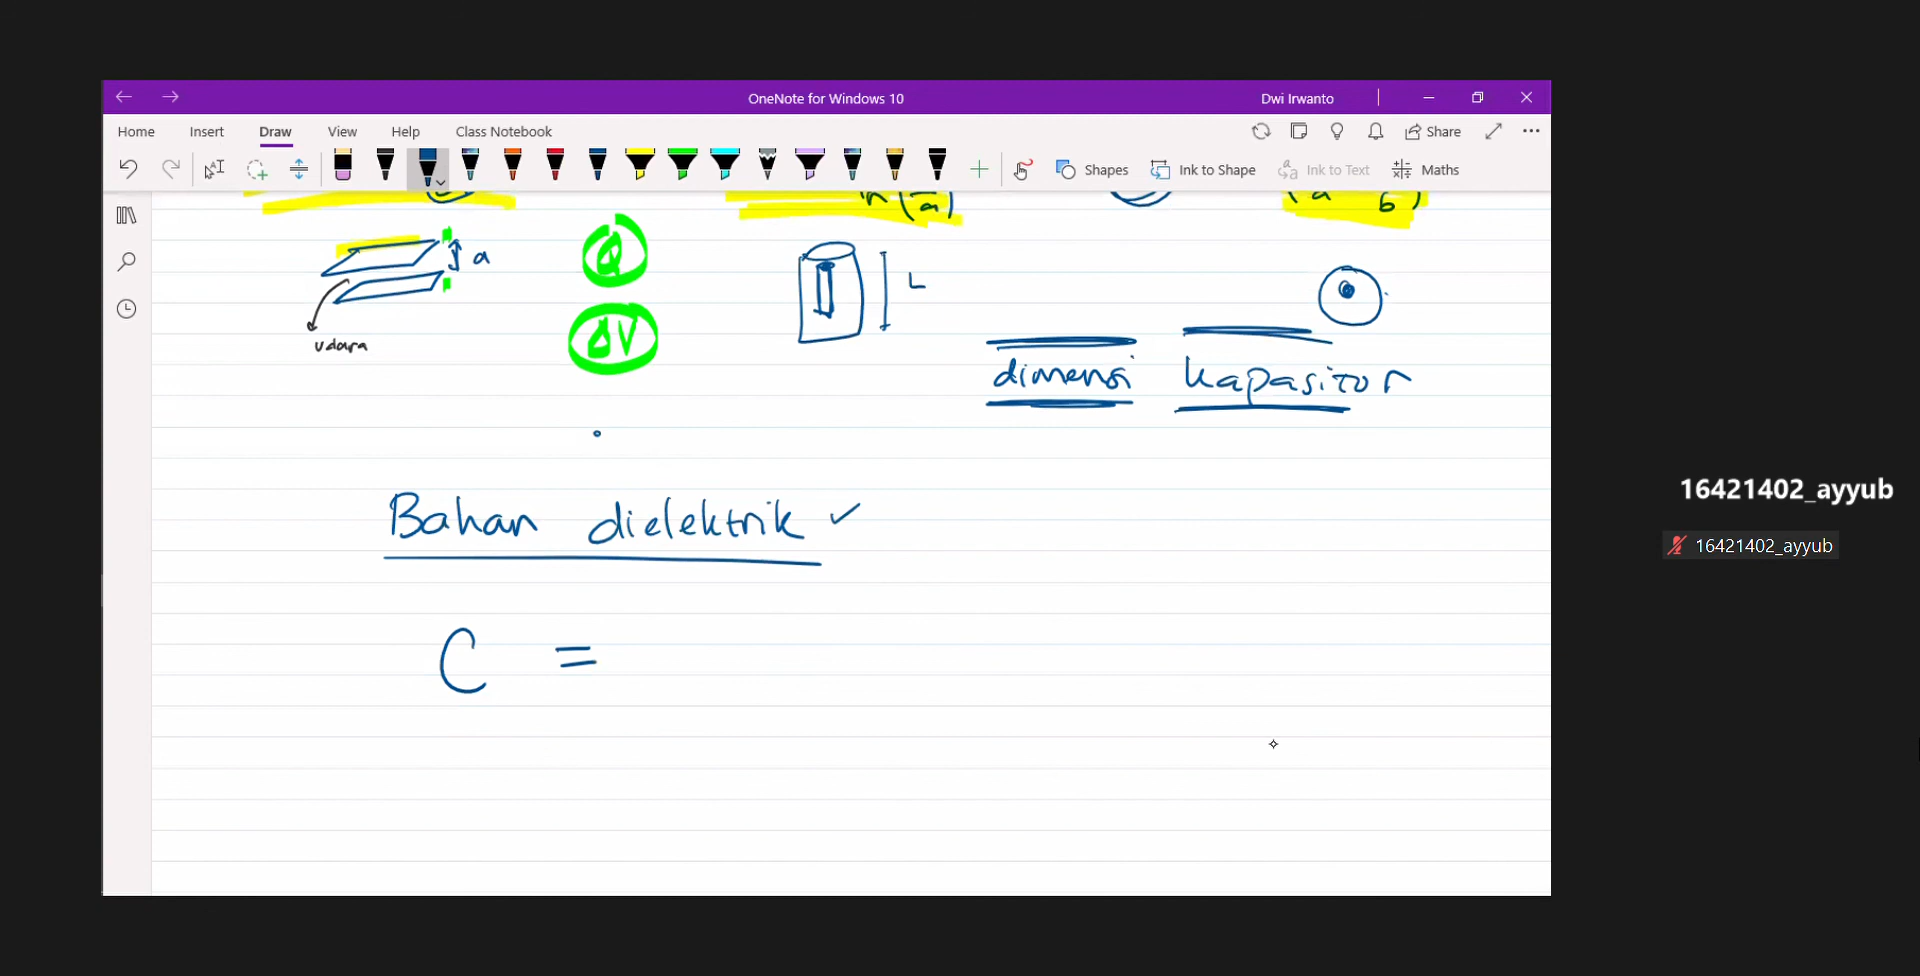 OneNote for Windows 10
Dwi Irwanto
Home Insert Draw View Help Class Notebook
Share
Shapes Ink to Shape Ink to Text Maths
a
Q
L
ΔV
udara
dimensi kapasitor
Bahan dielektrik ✓
C =
16421402_ayyub
16421402_ayyub